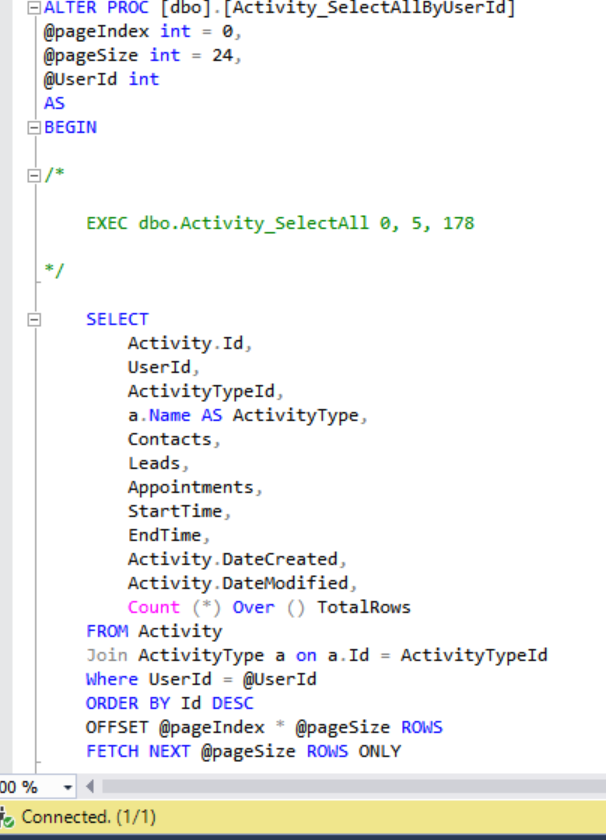 ALTER PROC [dbo].[Activity_SelectAllByUserId]
@pageIndex int = 0,
@pageSize int = 24,
@UserId int
AS
BEGIN
/*
EXEC dbo.Activity_SelectAll 0, 5, 178
*/
SELECT
Activity.Id,
UserId,
ActivityTypeId,
a.Name AS ActivityType,
Contacts,
Leads,
Appointments,
StartTime,
EndTime,
Activity.DateCreated,
Activity.DateModified,
Count (*) Over () TotalRows
FROM Activity
Join ActivityType a on a.Id = ActivityTypeId
Where UserId = @UserId
ORDER BY Id DESC
OFFSET @pageIndex * @pageSize ROWS
FETCH NEXT @pageSize ROWS ONLY
00 %
Connected. (1/1)